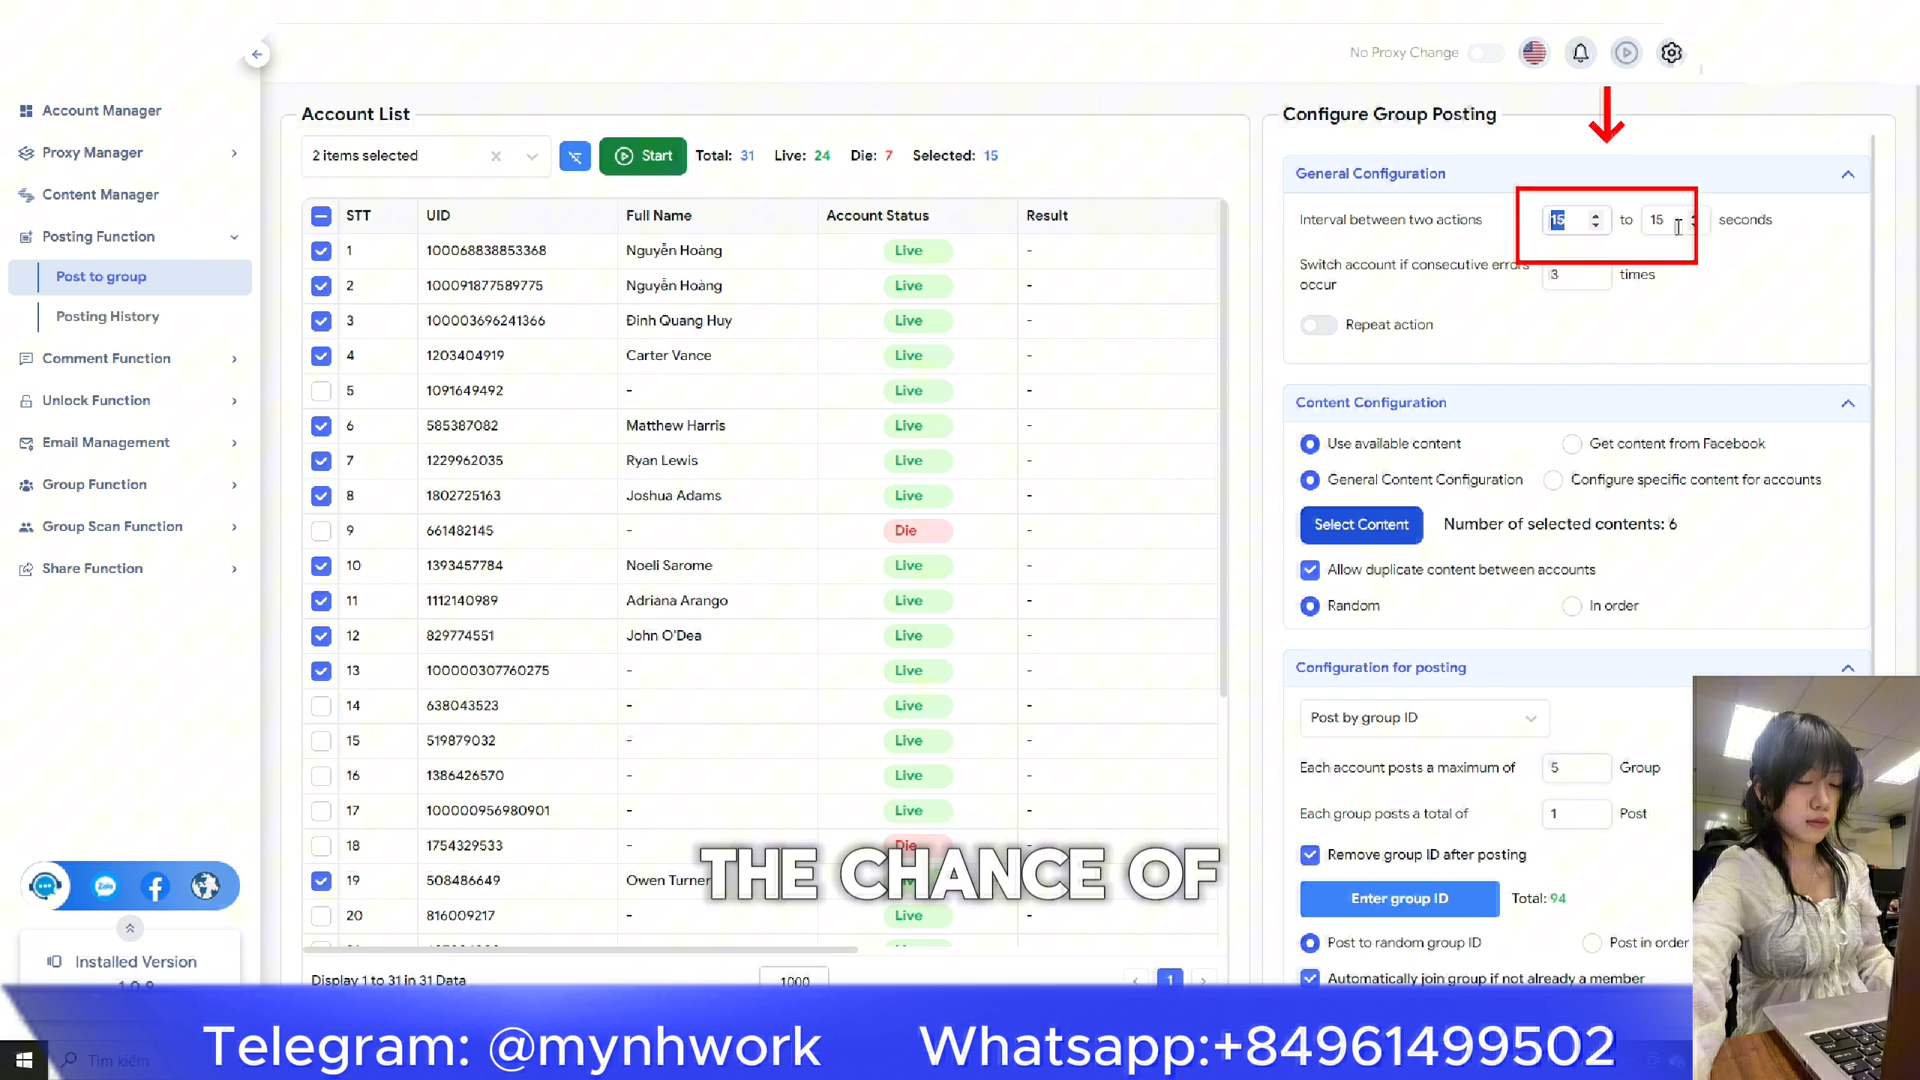 No Proxy Change
Account Manager
Proxy Manager
Content Manager
Posting Function
Post to group
Posting History
Comment Function
Unlock Function
Email Management
Group Function
Group Scan Function
Share Function
Zalo
Installed Version
1.0.9
Account List
2 items selected
Start
Total: 31 Live: 24 Die: 7 Selected: 15
STT UID Full Name Account Status Result
1 100068838853368 Nguyễn Hoàng Live -
2 100091877589775 Nguyễn Hoàng Live -
3 100003696241366 Đinh Quang Huy Live -
4 1203404919 Carter Vance Live -
5 1091649492 - Live -
6 585387082 Matthew Harris Live -
7 1229962035 Ryan Lewis Live -
8 1802725163 Joshua Adams Live -
9 661482145 - Die -
10 1393457784 Noeli Sarome Live -
11 1112140989 Adriana Arango Live -
12 829774551 John O'Dea Live -
13 100000307760275 - Live -
14 638043523 - Live -
15 519879032 - Live -
16 1386426570 - Live -
17 100000956980901 - Live -
18 1754329533 Die -
19 508486649 Owen Turner
20 816009217 - Live -
Display 1 to 31 in 31 Data
1000
1
Configure Group Posting
General Configuration
Interval between two actions 15 to 15 seconds
Switch account if consecutive errors
occur 3 times
Repeat action
Content Configuration
Use available content Get content from Facebook
General Content Configuration Configure specific content for accounts
Select Content Number of selected contents: 6
Allow duplicate content between accounts
Random In order
Configuration for posting
Post by group ID
Each account posts a maximum of 5 Group
Each group posts a total of 1 Post
Remove group ID after posting
Enter group ID Total: 94
Post to random group ID Post in order
Automatically join group if not already a member
THE CHANCE OF
Telegram: @mynhwork Whatsapp:+84961499502
Tìm kiếm